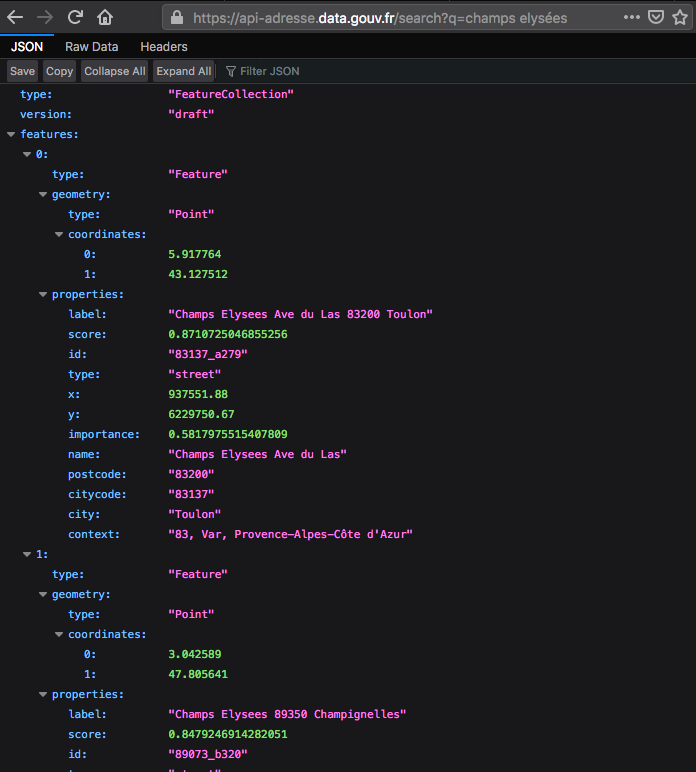 https://api-adresse.data.gouv.fr/search?q=champs elysées
JSON Raw Data Headers
Save Copy Collapse All Expand All Filter JSON
type: "FeatureCollection"
version: "draft"
features:
0:
type: "Feature"
geometry:
type: "Point"
coordinates:
0: 5.917764
1: 43.127512
properties:
label: "Champs Elysees Ave du Las 83200 Toulon"
score: 0.8710725046855256
id: "83137_a279"
type: "street"
x: 937551.88
y: 6229750.67
importance: 0.5817975515407809
name: "Champs Elysees Ave du Las"
postcode: "83200"
citycode: "83137"
city: "Toulon"
context: "83, Var, Provence-Alpes-Côte d'Azur"
1:
type: "Feature"
geometry:
type: "Point"
coordinates:
0: 3.042589
1: 47.805641
properties:
label: "Champs Elysees 89350 Champignelles"
score: 0.8479246914282051
id: "89073_b320"